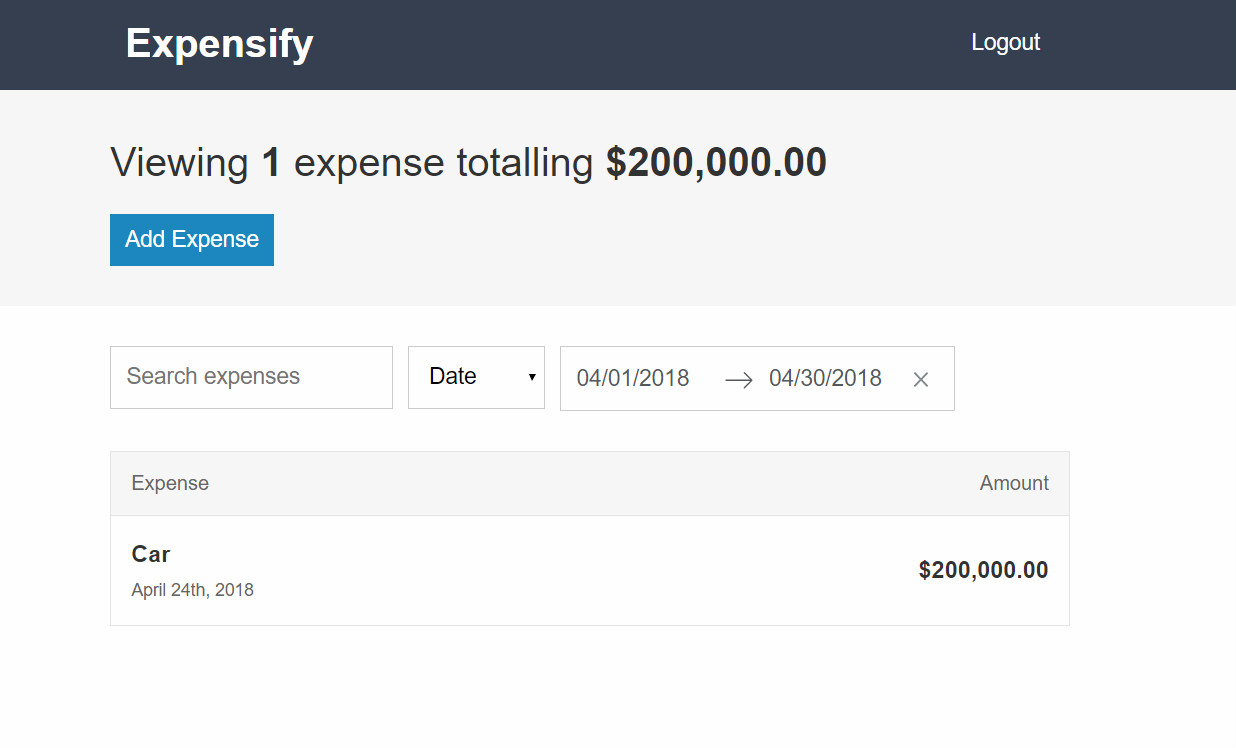 Expensify
Logout
Viewing 1 expense totalling $200,000.00
Add Expense
Search expenses
Date
04/01/2018
04/30/2018
Expense
Amount
Car
April 24th, 2018
$200,000.00